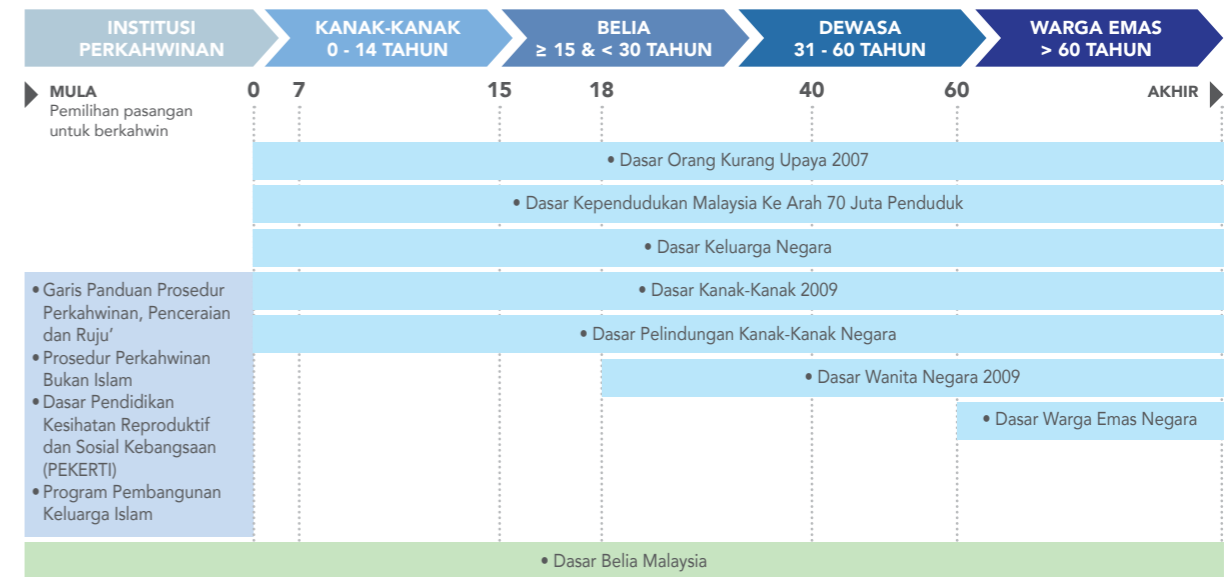 INSTITUSI
PERKAHWINAN
KANAK-KANAK
0 - 14 TAHUN
BELIA
≥ 15 & < 30 TAHUN
DEWASA
31 - 60 TAHUN
WARGA EMAS
> 60 TAHUN
MULA
Pemilihan pasangan
untuk berkahwin
0 7 15 18 40 60 AKHIR
• Dasar Orang Kurang Upaya 2007
• Dasar Kependudukan Malaysia Ke Arah 70 Juta Penduduk
• Dasar Keluarga Negara
• Garis Panduan Prosedur
Perkahwinan, Penceraian
dan Ruju’
• Prosedur Perkahwinan
Bukan Islam
• Dasar Pendidikan
Kesihatan Reproduktif
dan Sosial Kebangsaan
(PEKERTI)
• Program Pembangunan
Keluarga Islam
• Dasar Kanak-Kanak 2009
• Dasar Pelindungan Kanak-Kanak Negara
• Dasar Wanita Negara 2009
• Dasar Warga Emas Negara
• Dasar Belia Malaysia